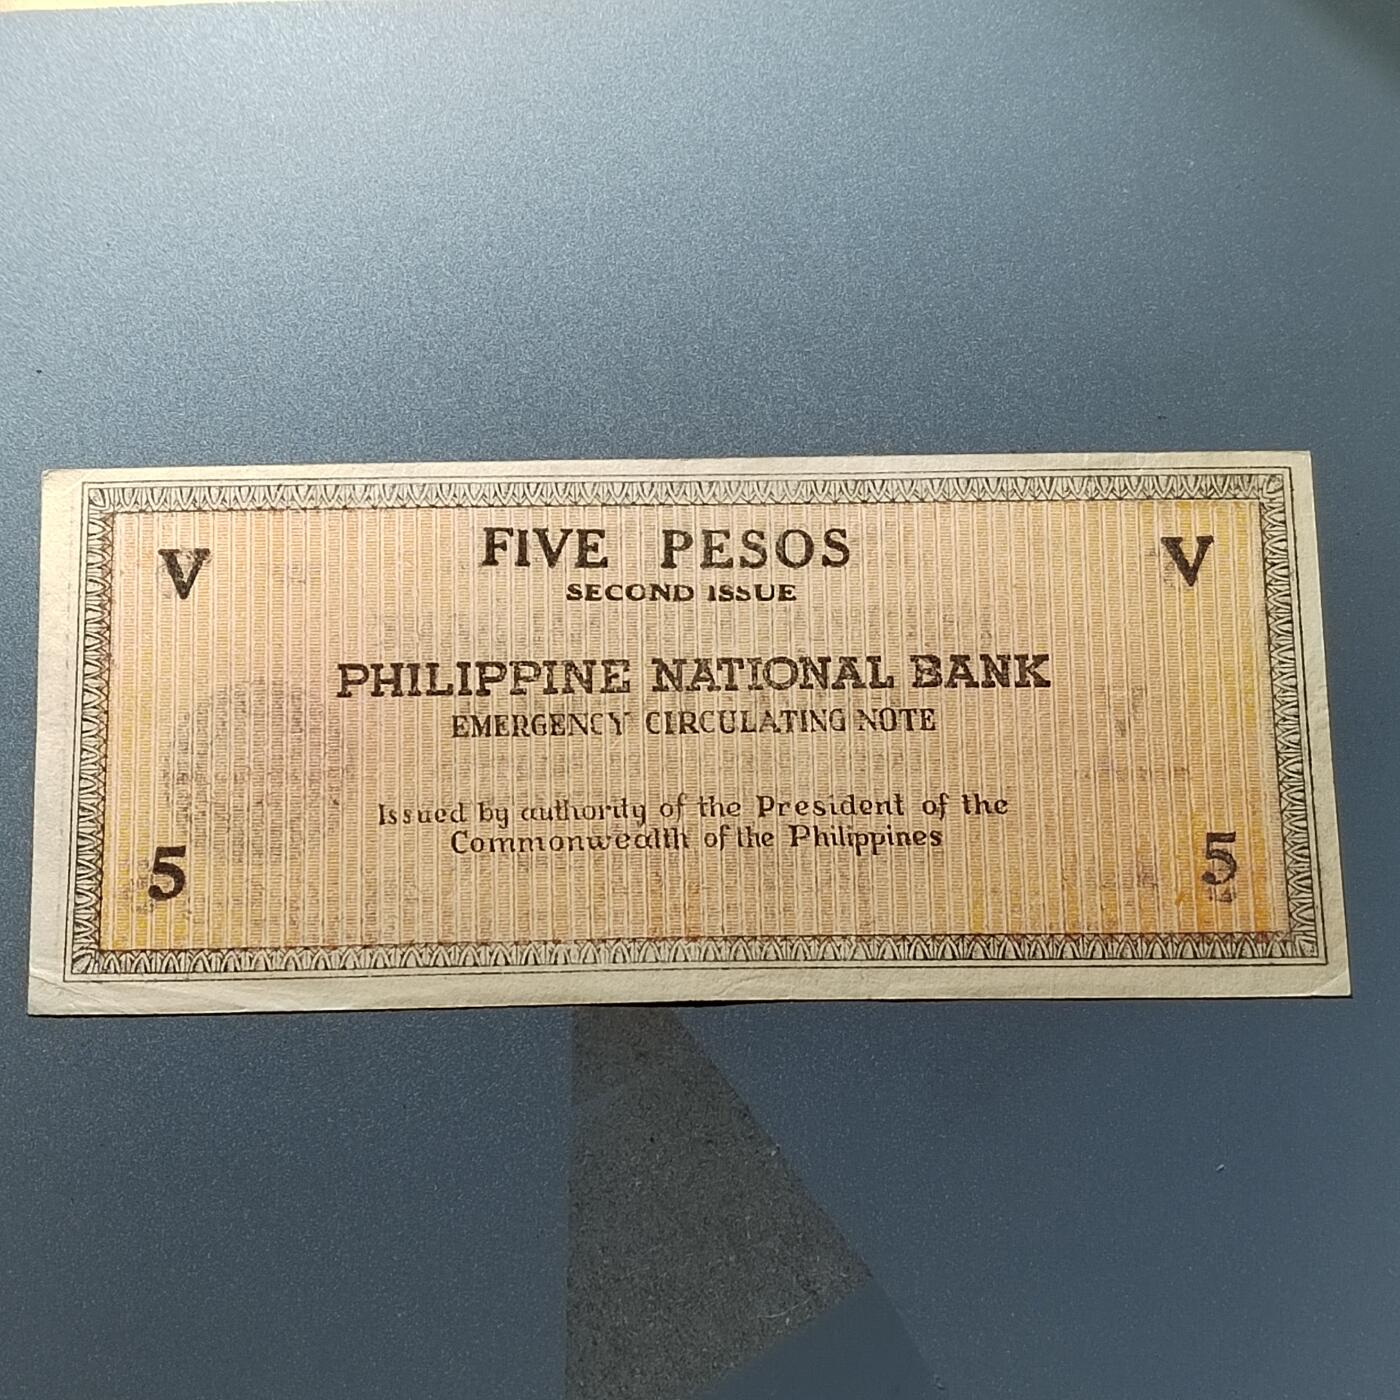 V FIVE PESOS V
SECOND ISSUE
PHILIPPINE NATIONAL BANK
EMERGENCY CIRCULATING NOTE
Issued by authority of the President of the
Commonwealth of the Philippines
5 5